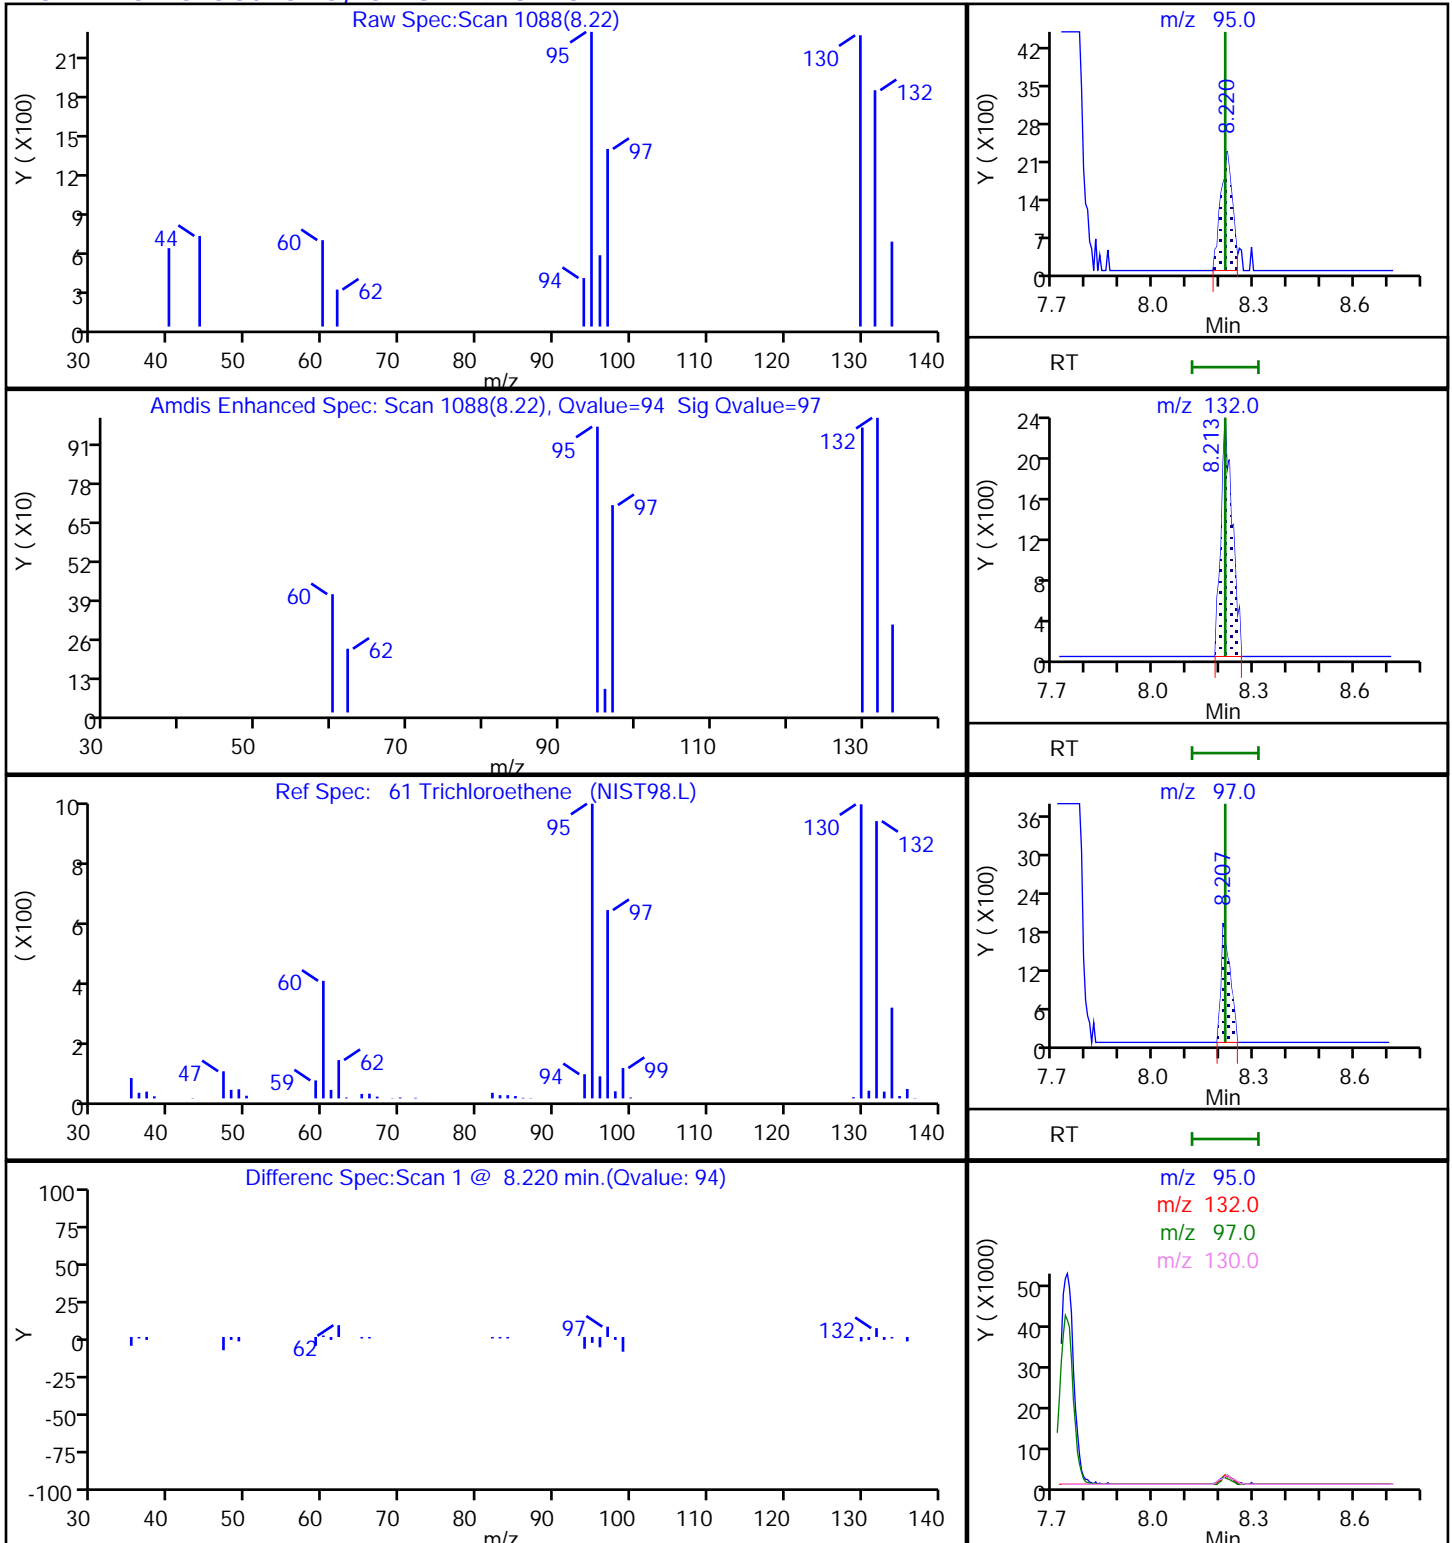 Raw Spec:Scan 1088(8.22)
Y ( X100)
21
18
15
12
9
6
3
0
44
60
62
94
95
97
130
132
30 40 50 60 70 80 90 100 110 120 130 140
m/z
m/z 95.0
Y ( X100)
42
35
28
21
14
7
0
8.220
7.7 8.0 8.3 8.6
Min
RT
Amdis Enhanced Spec: Scan 1088(8.22), Qvalue=94 Sig Qvalue=97
Y ( X10)
91
78
65
52
39
26
13
0
60
62
95
97
132
30 50 70 90 110 130
m/z
m/z 132.0
Y ( X100)
24
20
16
12
8
4
0
8.213
7.7 8.0 8.3 8.6
Min
RT
Ref Spec: 61 Trichloroethene (NIST98.L)
( X100)
10
8
6
4
2
0
47
59
60
62
94
95
97
99
130
132
30 40 50 60 70 80 90 100 110 120 130 140
m/z 97.0
Y ( X100)
36
30
24
18
12
6
0
8.207
7.7 8.0 8.3 8.6
Min
RT
Differenc Spec:Scan 1 @ 8.220 min.(Qvalue: 94)
Y
100
75
50
25
0
-25
-50
-75
-100
62
97
132
30 40 50 60 70 80 90 100 110 120 130 140
m/z
m/z 95.0
m/z 132.0
m/z 97.0
m/z 130.0
Y ( X1000)
50
40
30
20
10
0
7.7 8.0 8.3 8.6
Min